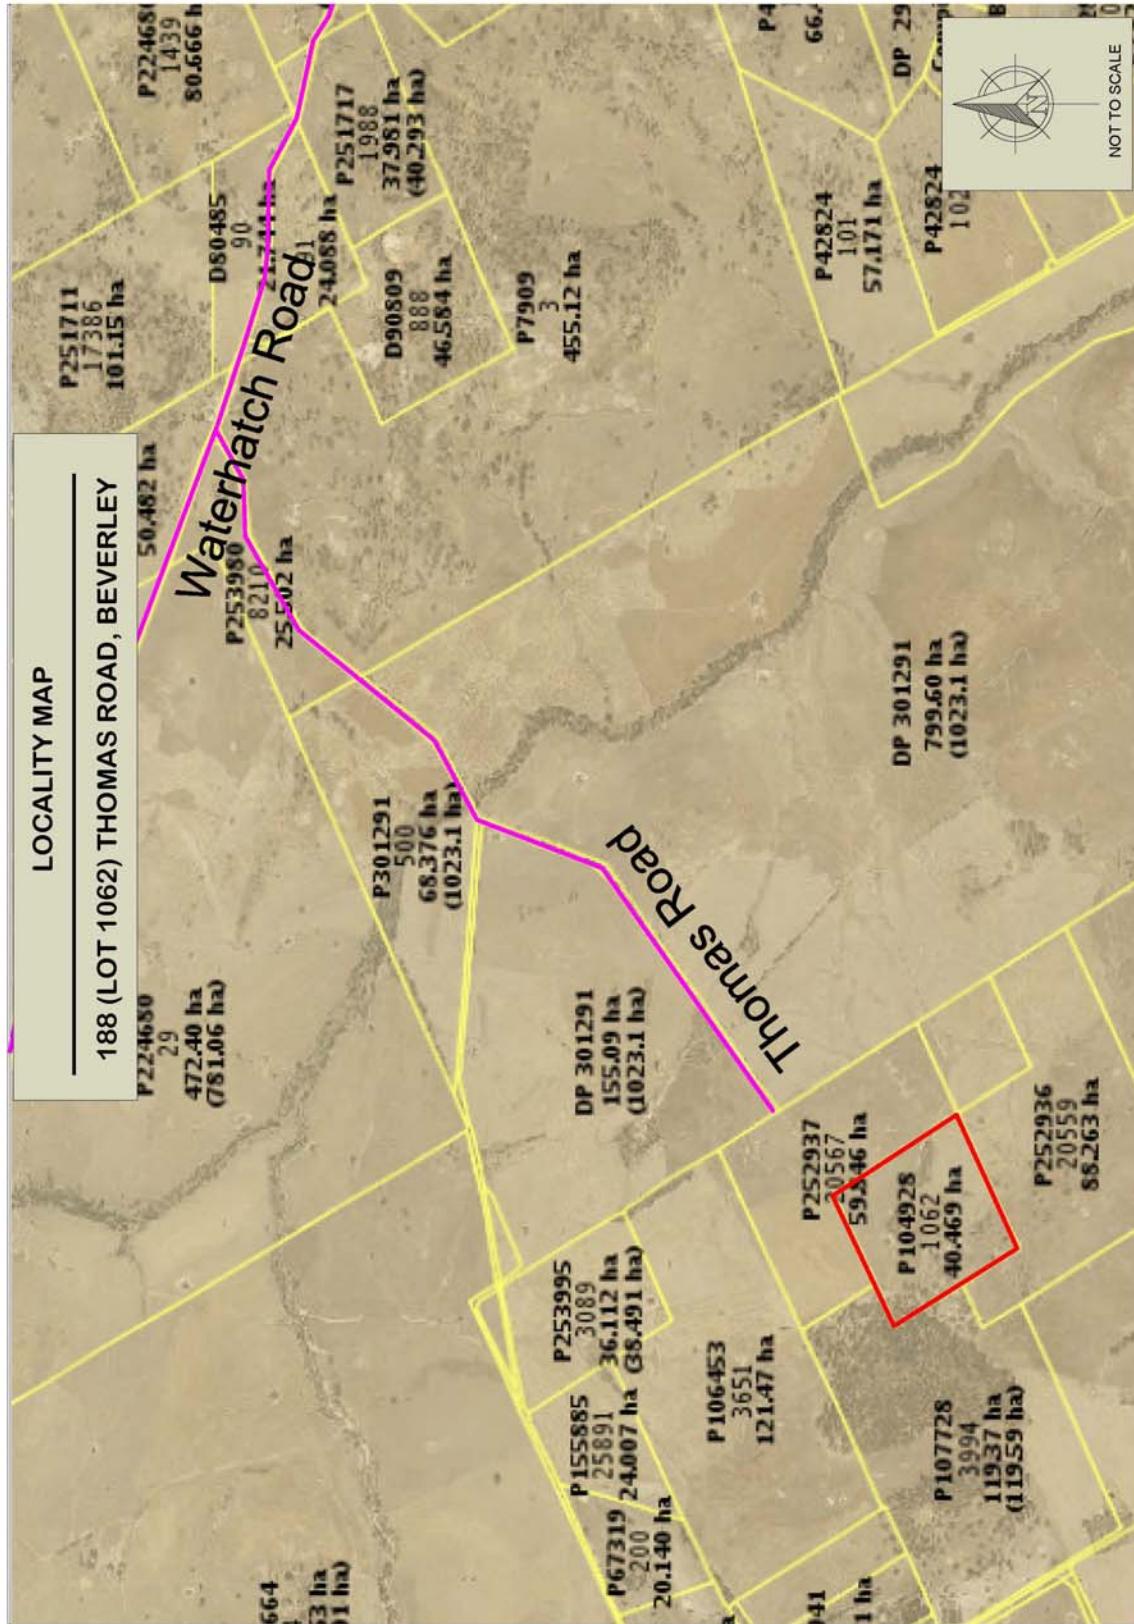 LOCALITY MAP
188 (LOT 1062) THOMAS ROAD, BEVERLEY
P224680
29
472.40 ha
(781.06 ha)
50.482 ha
P251711
17386
101.15 ha
1439
80.666 h
D80485
90
Waterhatch Road
24.088 ha
P251717
1988
37.981 ha
(40.293 ha)
P253980
8210
D90809
888
46.584 ha
P7909
3
455.12 ha
P301291
500
68.376 ha
(1023.1 ha)
P42824
101
57.171 ha
P42824
102
DP 29
66.
DP 301291
155.09 ha
(1023.1 ha)
Thomas Road
DP 301291
799.60 ha
(1023.1 ha)
P253995
3089
36.112 ha
(38.491 ha)
P155885
25891
24.007 ha
P67319
200
20.140 ha
P106453
3651
121.47 ha
P252937
20567
59.846 ha
P104928
1062
40.469 ha
P252936
20559
88.263 ha
P107728
3994
119.37 ha
(119.59 ha)
N
NOT TO SCALE